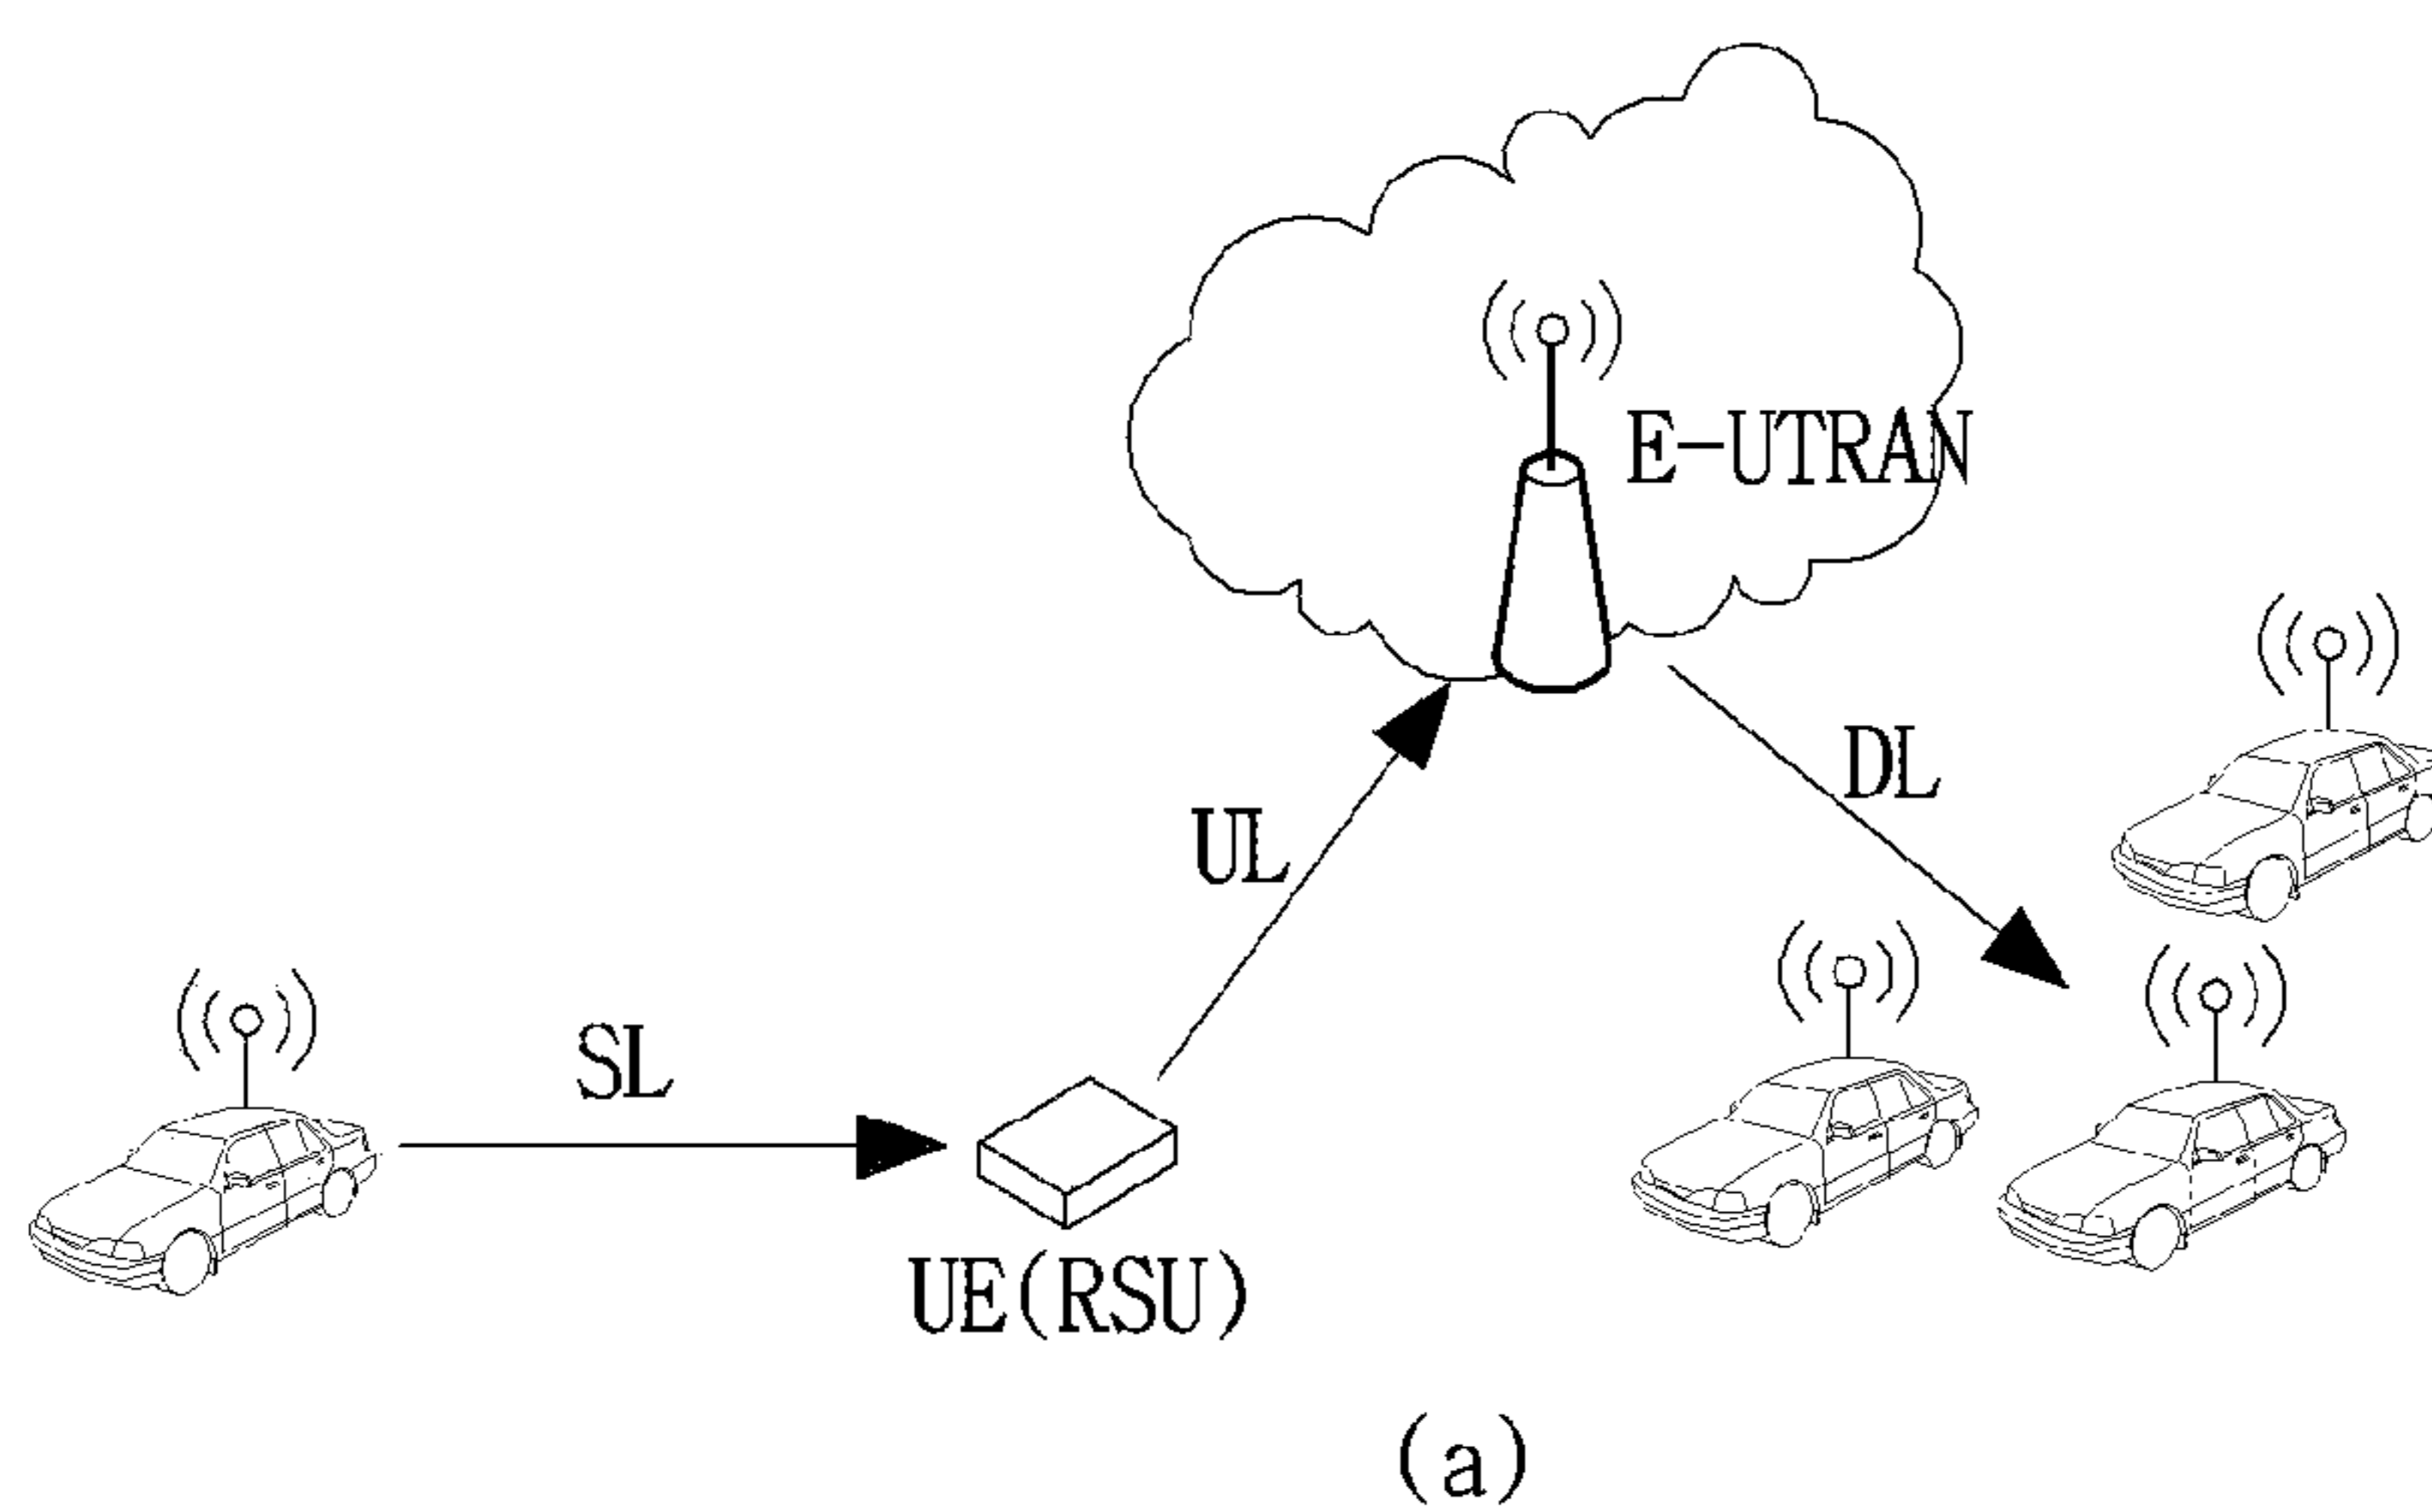 E-UTRAN
DL
UL
SL
UE(RSU)
(a)